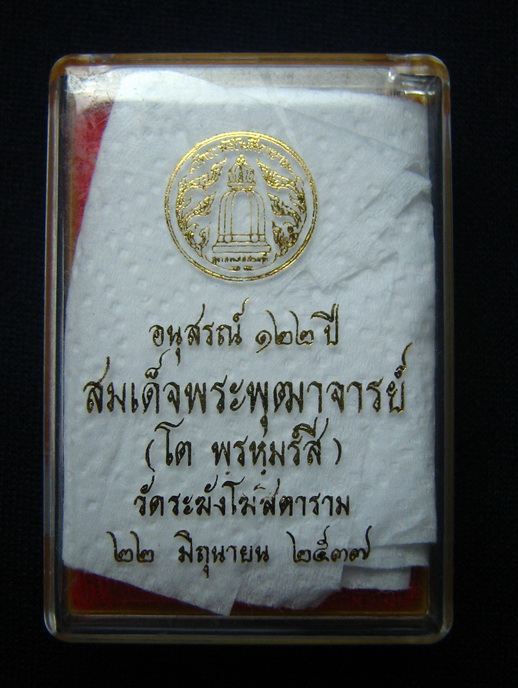 อนุสรณ์ ๑๒๒ ปี
สมเด็จพระพุฒาจารย์
(โต พฺรหฺมรํสี)
วัดระฆังโฆสิตาราม
๒๒ มิถุนายน ๒๕๓๗